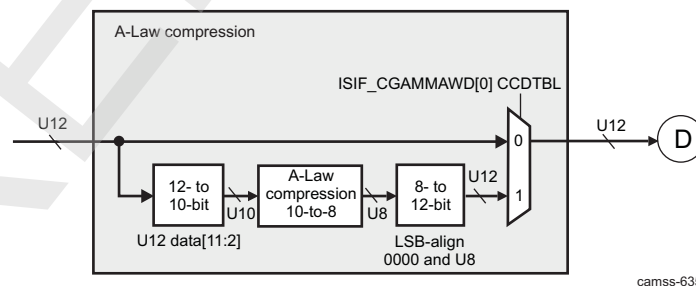 A-Law compression
ISIF_CGAMMAWD[0] CCDTBL
U12
0
U12
D
12- to
10-bit
U10
A-Law
compression
10-to-8
U8
8- to
12-bit
U12
1
U12 data[11:2]
LSB-align
0000 and U8